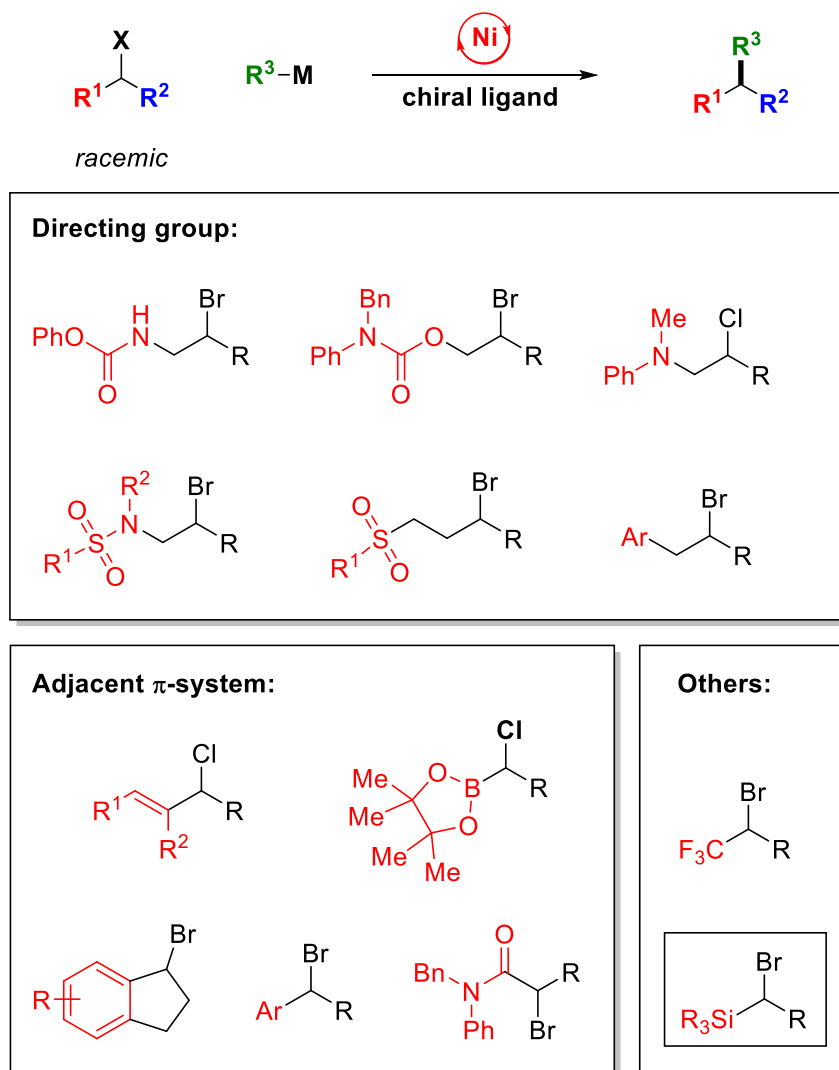 X
R¹ R²
racemic
R³–M
Ni
chiral ligand
R³
R¹ R²
Directing group:
PhO O H N Br R
Bn N Ph O O Br R
Me N Ph Cl R
R¹ O S O R² N Br R
R¹ O S O Br R
Ar Br R
Adjacent π-system:
R¹ R² Cl R
Me Me Me Me O B O Cl R
R Br
Ar Br R
Bn N Ph O R Br
Others:
F₃C Br R
R₃Si Br R